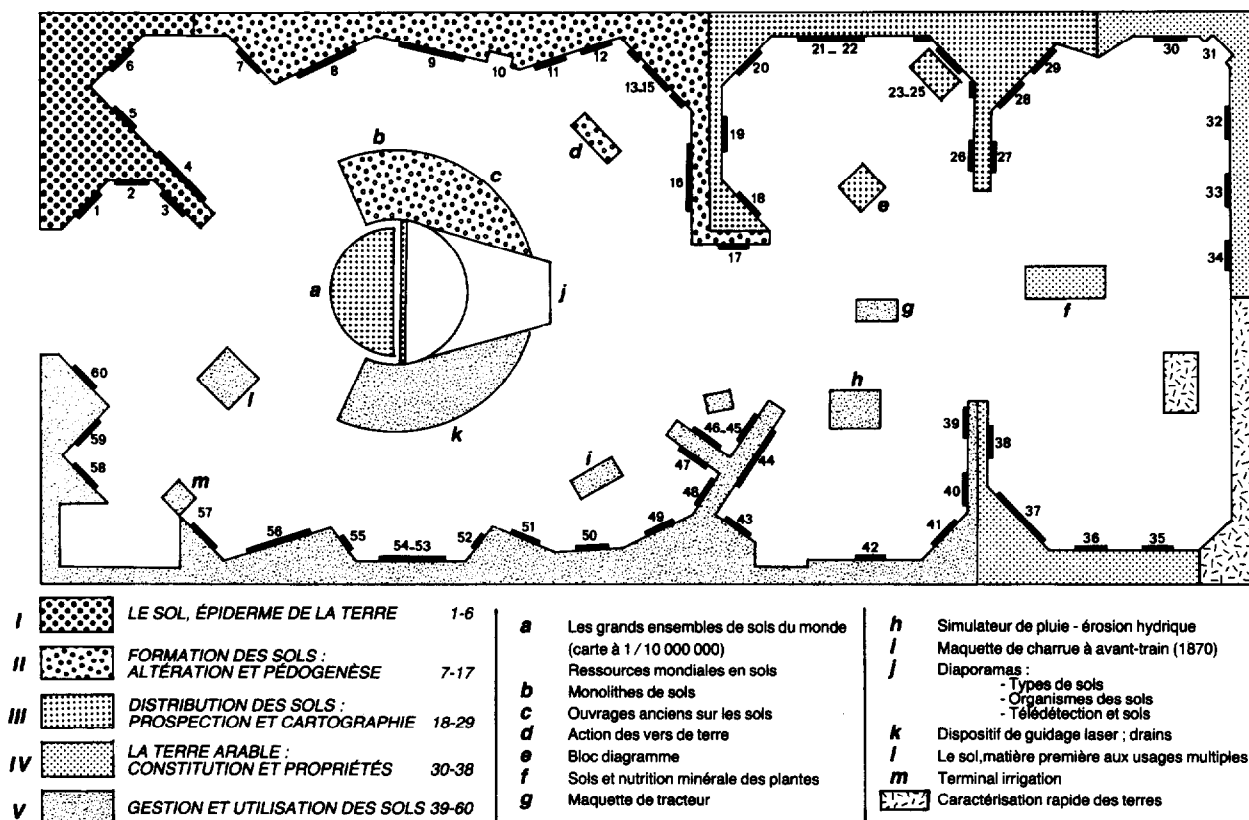 6
7
8
9
10
11
12
13-15
20
21 - 22
23-25
29
30
31
5
4
b
c
d
19
28
32
1
2
3
16
18
26
27
e
33
17
34
a
j
g
f
60
l
h
59
58
k
46-45
39
38
m
i
47
44
57
48
40
56
55
54-53
52
51
50
49
43
42
41
37
36
35
I LE SOL, ÉPIDERME DE LA TERRE 1-6
II FORMATION DES SOLS :
ALTÉRATION ET PÉDOGENÈSE 7-17
III DISTRIBUTION DES SOLS :
PROSPECTION ET CARTOGRAPHIE 18-29
IV LA TERRE ARABLE :
CONSTITUTION ET PROPRIÉTÉS 30-38
V GESTION ET UTILISATION DES SOLS 39-60
a Les grands ensembles de sols du monde
(carte à 1 / 10 000 000)
Ressources mondiales en sols
b Monolithes de sols
c Ouvrages anciens sur les sols
d Action des vers de terre
e Bloc diagramme
f Sols et nutrition minérale des plantes
g Maquette de tracteur
h Simulateur de pluie - érosion hydrique
i Maquette de charrue à avant-train (1870)
j Diaporamas :
- Types de sols
- Organismes des sols
- Télédétection et sols
k Dispositif de guidage laser ; drains
l Le sol, matière première aux usages multiples
m Terminal irrigation
Caractérisation rapide des terres